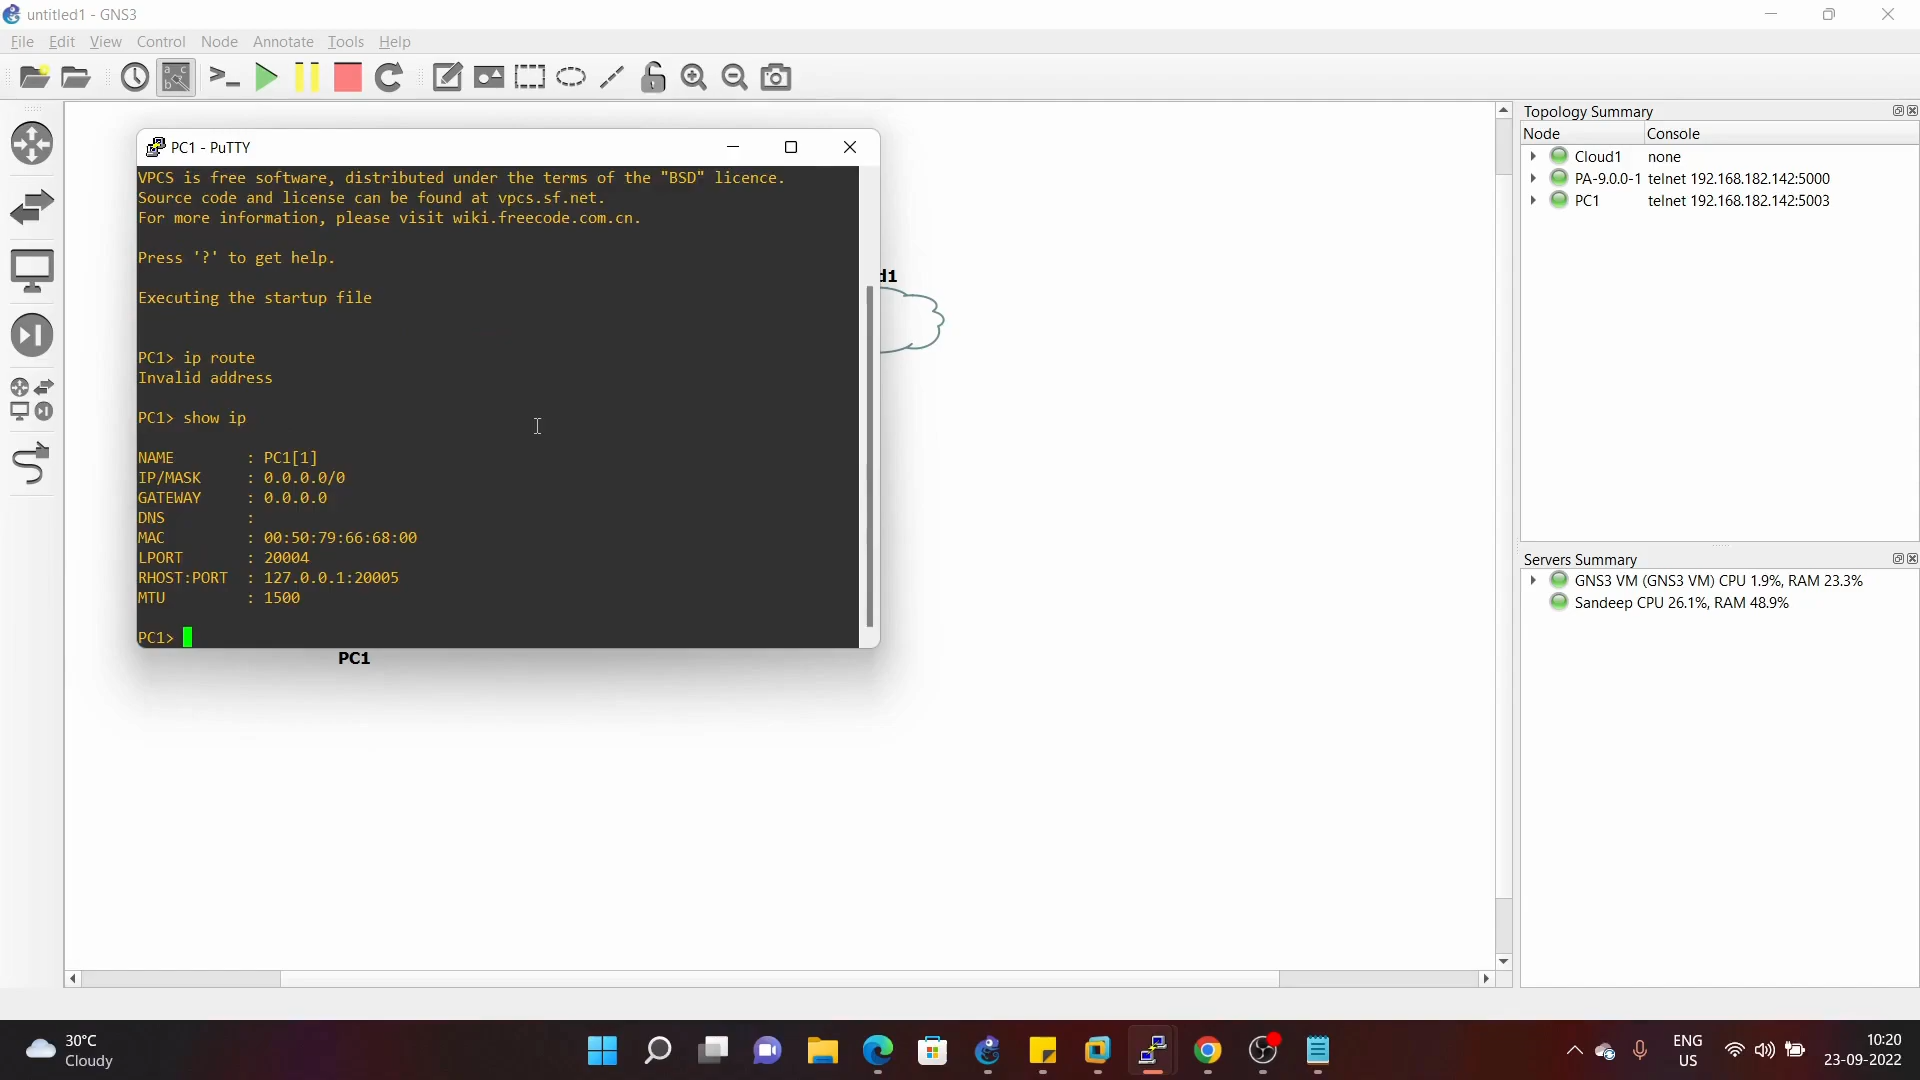 untitled1 - GNS3
File Edit View Control Node Annotate Tools Help
PC1 - PuTTY
VPCS is free software, distributed under the terms of the "BSD" licence.
Source code and license can be found at vpcs.sf.net.
For more information, please visit wiki.freecode.com.cn.
Press '?' to get help.
Executing the startup file
PC1> ip route
Invalid address
PC1> show ip
NAME : PC1[1]
IP/MASK : 0.0.0.0/0
GATEWAY : 0.0.0.0
DNS :
MAC : 00:50:79:66:68:00
LPORT : 20004
RHOST:PORT : 127.0.0.1:20005
MTU : 1500
PC1>
d1
PC1
Topology Summary
Node Console
Cloud1 none
PA-9.0.0-1 telnet 192.168.182.142:5000
PC1 telnet 192.168.182.142:5003
Servers Summary
GNS3 VM (GNS3 VM) CPU 1.9%, RAM 23.3%
Sandeep CPU 26.1%, RAM 48.9%
30°C
Cloudy
ENG
US
10:20
23-09-2022